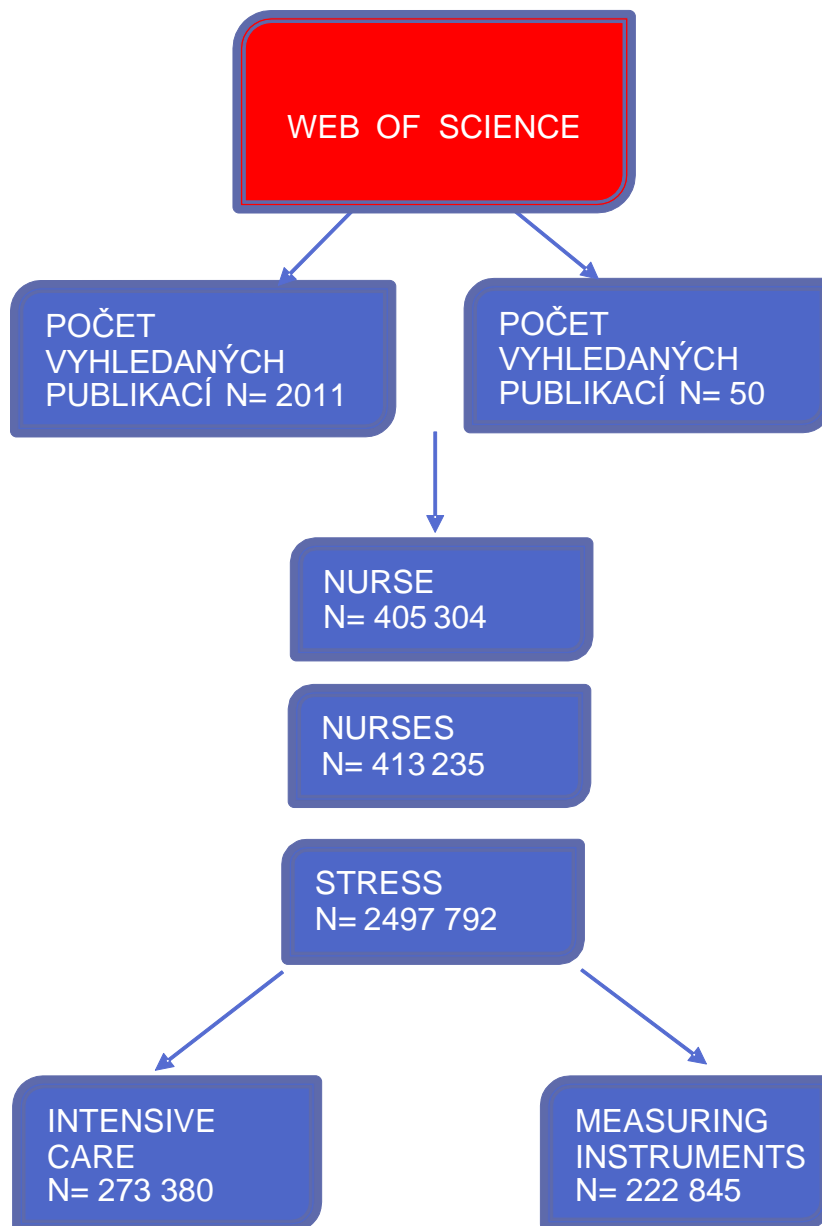 WEB OF SCIENCE
POČET
VYHLEDANÝCH
PUBLIKACÍ N= 2011
POČET
VYHLEDANÝCH
PUBLIKACÍ N= 50
NURSE
N= 405 304
NURSES
N= 413 235
STRESS
N= 2497 792
INTENSIVE
CARE
N= 273 380
MEASURING
INSTRUMENTS
N= 222 845